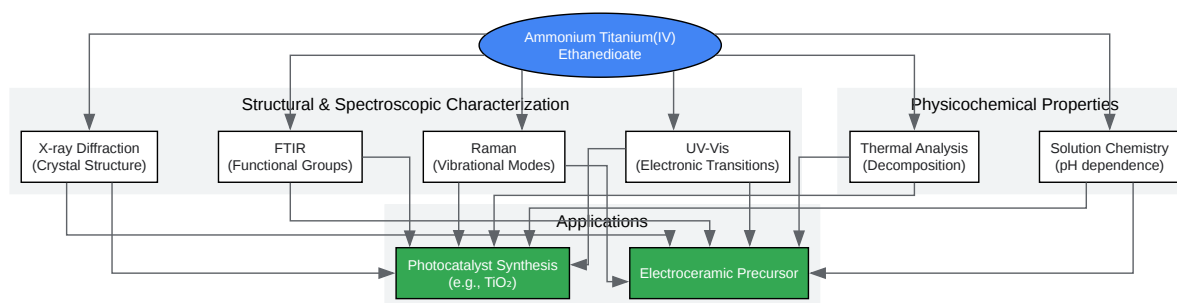 Ammonium Titanium(IV)
Ethanedioate
Structural & Spectroscopic Characterization
Physicochemical Properties
X-ray Diffraction
(Crystal Structure)
FTIR
(Functional Groups)
Raman
(Vibrational Modes)
UV-Vis
(Electronic Transitions)
Thermal Analysis
(Decomposition)
Solution Chemistry
(pH dependence)
Applications
Photocatalyst Synthesis
(e.g., TiO₂)
Electroceramic Precursor